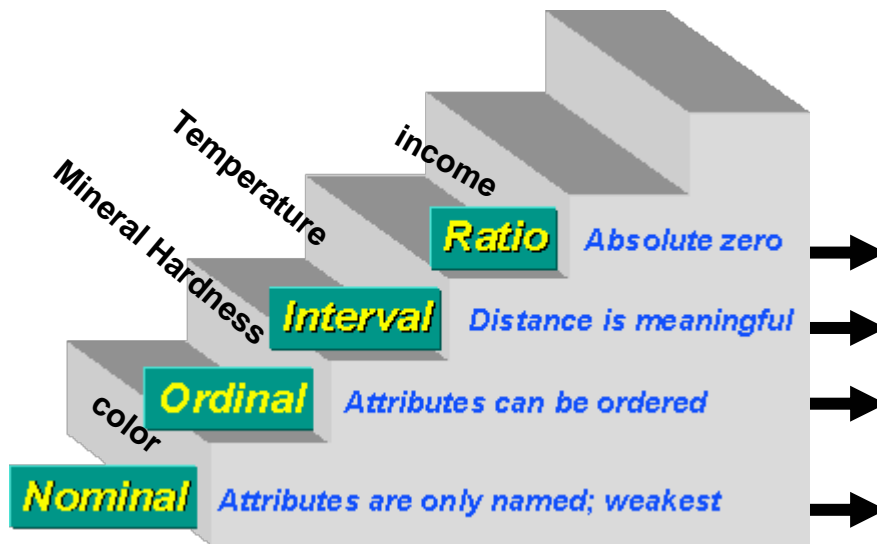 income
Temperature
Mineral Hardness
color
Ratio Absolute zero
Interval Distance is meaningful
Ordinal Attributes can be ordered
Nominal Attributes are only named; weakest